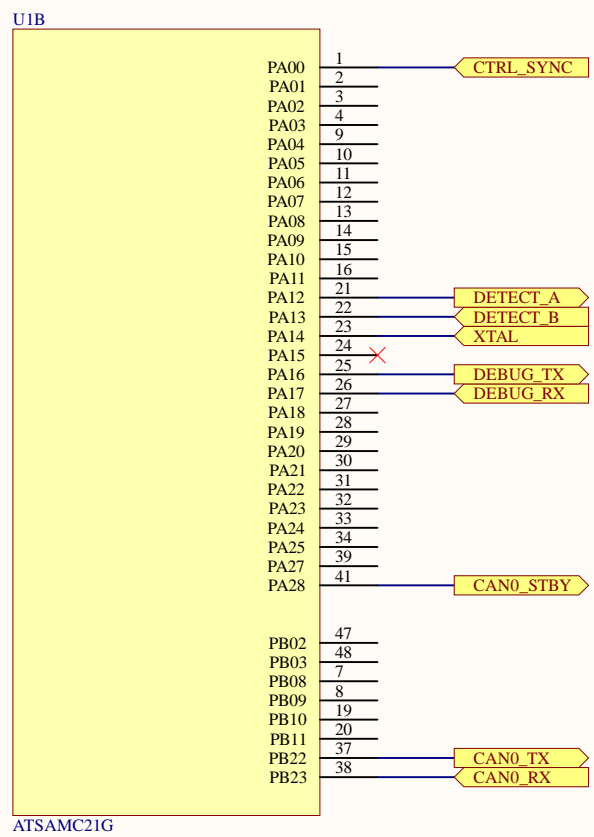 U1B
PA00 1 CTRL_SYNC
PA01 2
PA02 3
PA03 4
PA04 9
PA05 10
PA06 11
PA07 12
PA08 13
PA09 14
PA10 15
PA11 16
PA12 21 DETECT_A
PA13 22 DETECT_B
PA14 23 XTAL
PA15 24
PA16 25 DEBUG_TX
PA17 26 DEBUG_RX
PA18 27
PA19 28
PA20 29
PA21 30
PA22 31
PA23 32
PA24 33
PA25 34
PA27 39
PA28 41 CAN0_STBY
PB02 47
PB03 48
PB08 7
PB09 8
PB10 19
PB11 20
PB22 37 CAN0_TX
PB23 38 CAN0_RX
ATSAMC21G